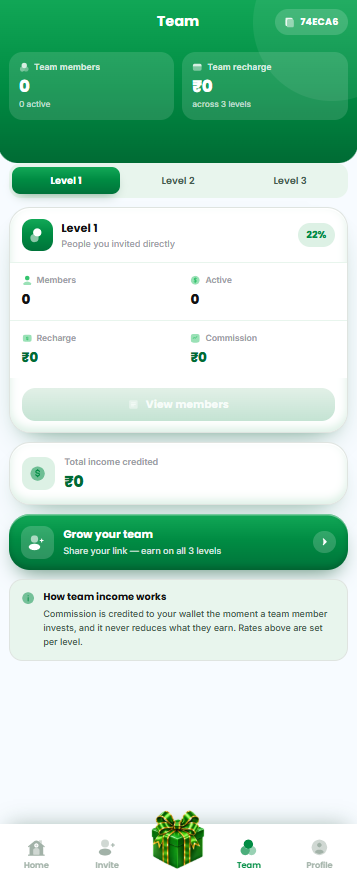 Team
74ECA6
Team members
0
0 active
Team recharge
₹0
across 3 levels
Level 1
Level 2
Level 3
Level 1
People you invited directly
22%
Members
0
Active
0
Recharge
₹0
Commission
₹0
View members
Total income credited
₹0
Grow your team
Share your link — earn on all 3 levels
How team income works
Commission is credited to your wallet the moment a team member
invests, and it never reduces what they earn. Rates above are set
per level.
Home
Invite
Team
Profile